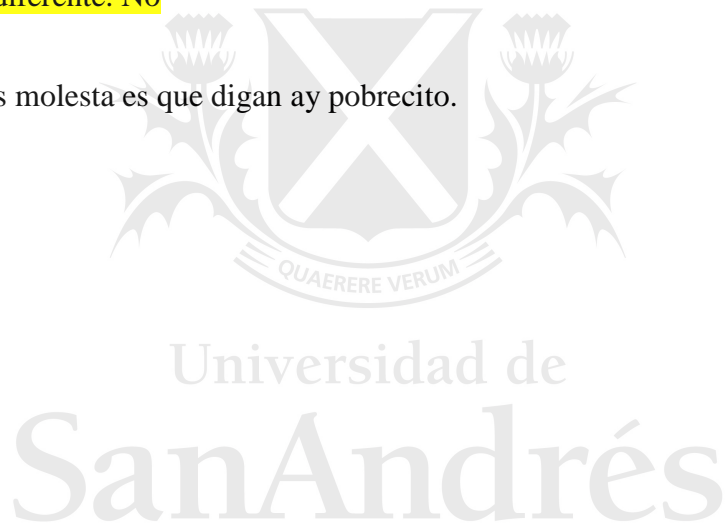 diferente. No
s molesta es que digan ay pobrecito.
QUAERERE VERUM
Universidad de
SanAndrés